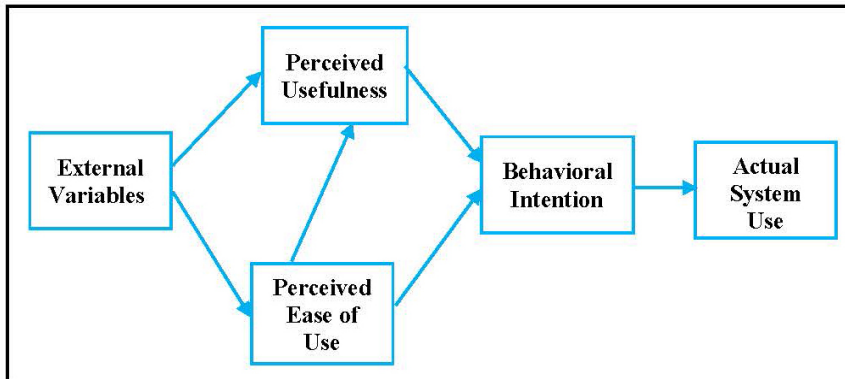 Perceived
Usefulness
External
Variables
Behavioral
Intention
Actual
System
Use
Perceived
Ease of
Use